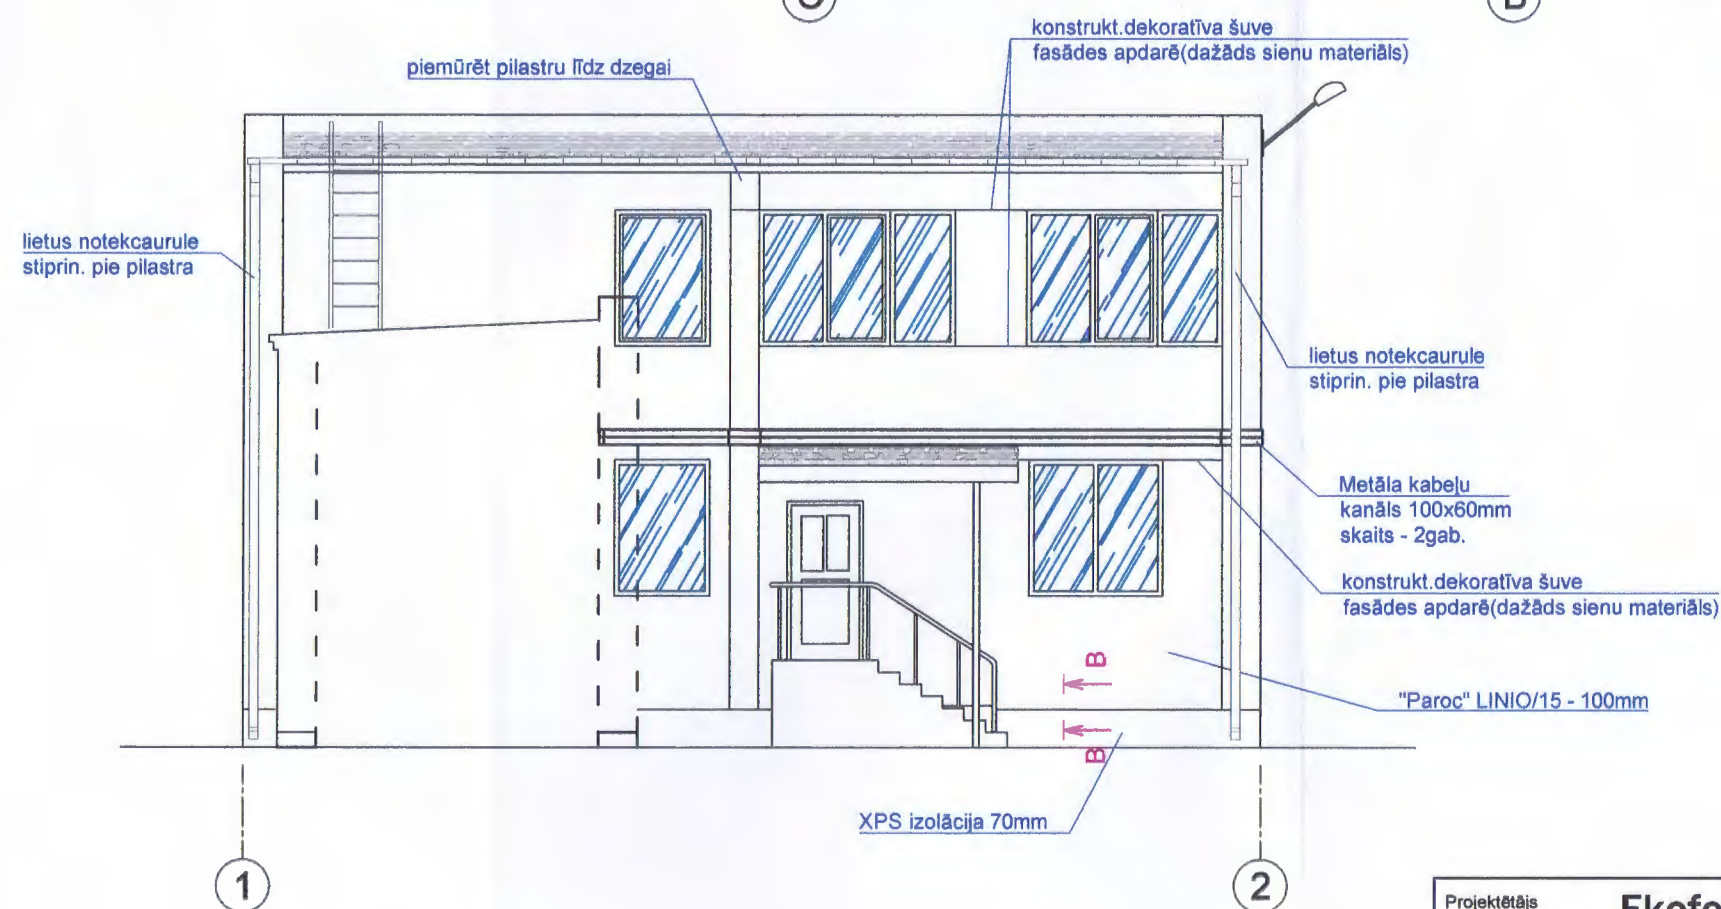 konstrukt.dekoratīva šuve
fasādes apdarē(dažāds sienu materiāls)
piemūrēt pilastru līdz dzegai
lietus notekcaurule
stiprin. pie pilastra
lietus notekcaurule
stiprin. pie pilastra
Metāla kabeļu
kanāls 100x60mm
skaits - 2gab.
konstrukt.dekoratīva šuve
fasādes apdarē(dažāds sienu materiāls)
B
"Paroc" LINIO/15 - 100mm
B
XPS izolācija 70mm
1
2
Projektētājs